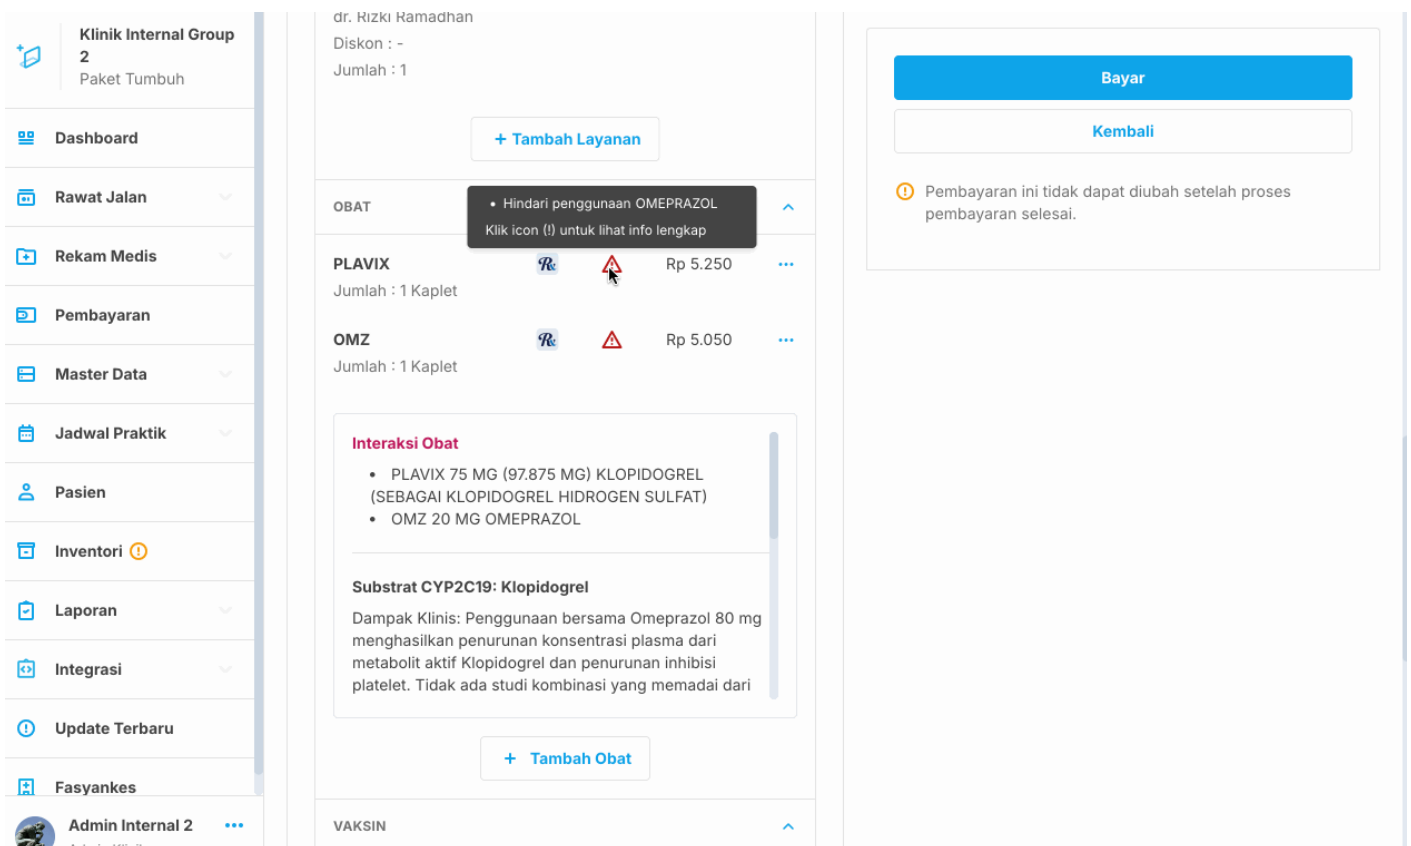 Klinik Internal Group
2
Paket Tumbuh
Dashboard
Rawat Jalan
Rekam Medis
Pembayaran
Master Data
Jadwal Praktik
Pasien
Inventori
Laporan
Integrasi
Update Terbaru
Fasyankes
Admin Internal 2
Admin Klinik
dr. Rizki Ramadhan
Diskon : -
Jumlah : 1
+ Tambah Layanan
OBAT
• Hindari penggunaan OMEPRAZOL
Klik icon (!) untuk lihat info lengkap
PLAVIX Rp 5.250 ...
Jumlah : 1 Kaplet
OMZ Rp 5.050 ...
Jumlah : 1 Kaplet
Interaksi Obat
• PLAVIX 75 MG (97.875 MG) KLOPIDOGREL
(SEBAGAI KLOPIDOGREL HIDROGEN SULFAT)
• OMZ 20 MG OMEPRAZOL
Substrat CYP2C19: Klopidogrel
Dampak Klinis: Penggunaan bersama Omeprazol 80 mg
menghasilkan penurunan konsentrasi plasma dari
metabolit aktif Klopidogrel dan penurunan inhibisi
platelet. Tidak ada studi kombinasi yang memadai dari
+ Tambah Obat
VAKSIN
Bayar
Kembali
Pembayaran ini tidak dapat diubah setelah proses
pembayaran selesai.